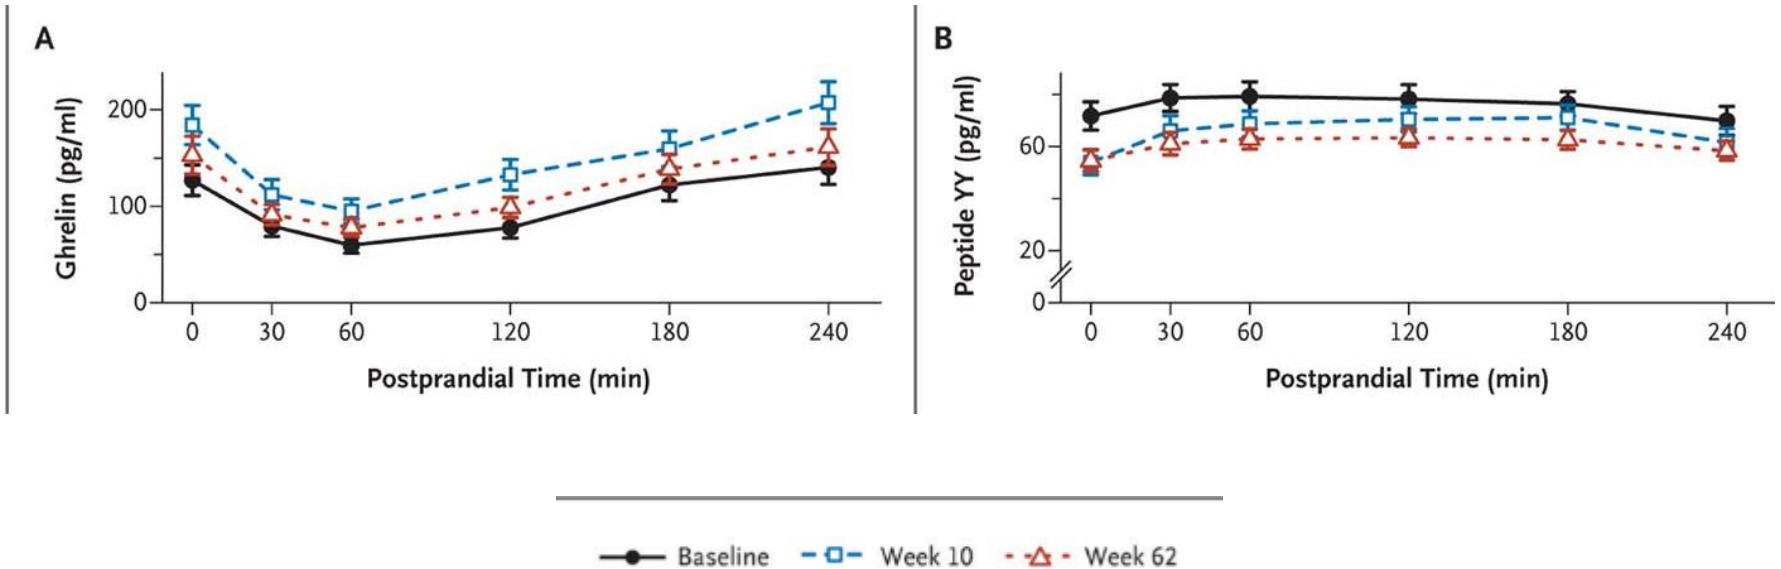 A
Ghrelin (pg/ml)
200
100
0
0 30 60 120 180 240
Postprandial Time (min)
B
Peptide YY (pg/ml)
60
20
0
0 30 60 120 180 240
Postprandial Time (min)
Baseline Week 10 Week 62